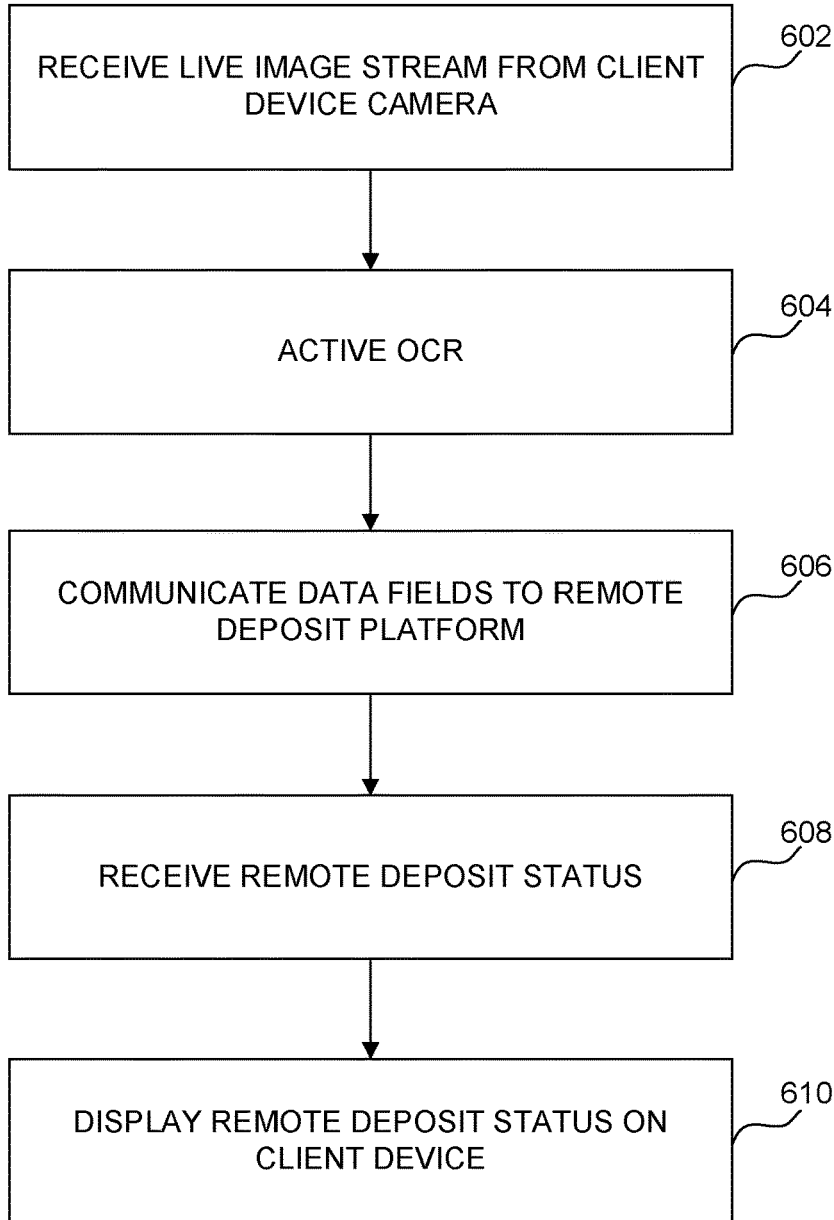 602
RECEIVE LIVE IMAGE STREAM FROM CLIENT
DEVICE CAMERA
604
ACTIVE OCR
606
COMMUNICATE DATA FIELDS TO REMOTE
DEPOSIT PLATFORM
608
RECEIVE REMOTE DEPOSIT STATUS
610
DISPLAY REMOTE DEPOSIT STATUS ON
CLIENT DEVICE